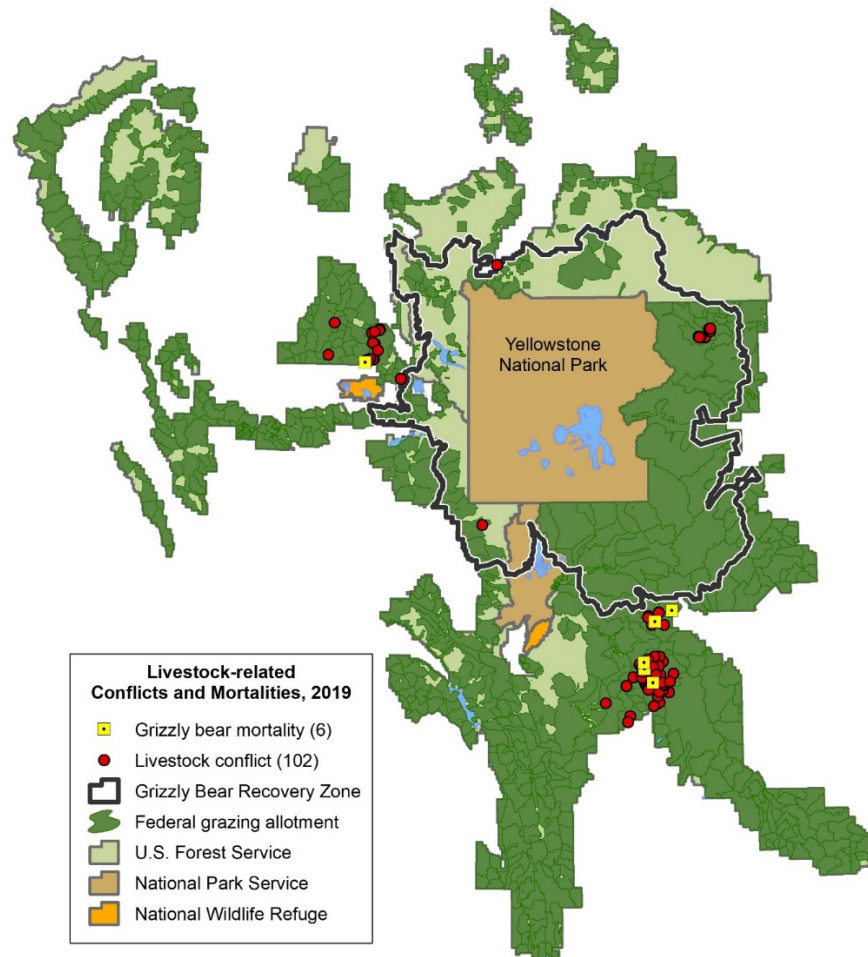 Yellowstone
National Park
Livestock-related
Conflicts and Mortalities, 2019
Grizzly bear mortality (6)
Livestock conflict (102)
Grizzly Bear Recovery Zone
Federal grazing allotment
U.S. Forest Service
National Park Service
National Wildlife Refuge